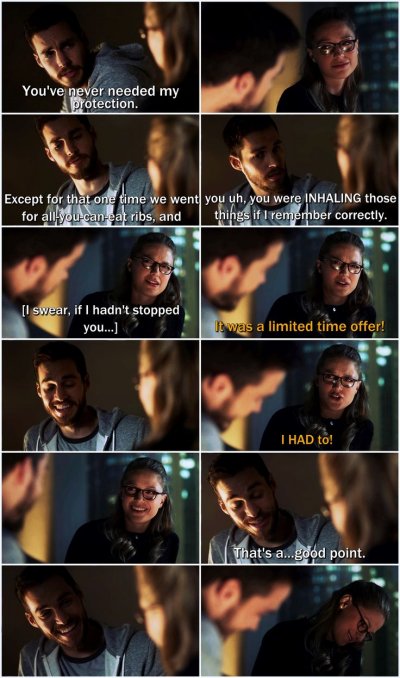 You've never needed my
protection.
Except for that one time we went
for all-you-can-eat ribs, and
you uh, you were INHALING those
things if I remember correctly.
[I swear, if I hadn't stopped
you...]
It was a limited time offer!
I HAD to!
That's a...good point.